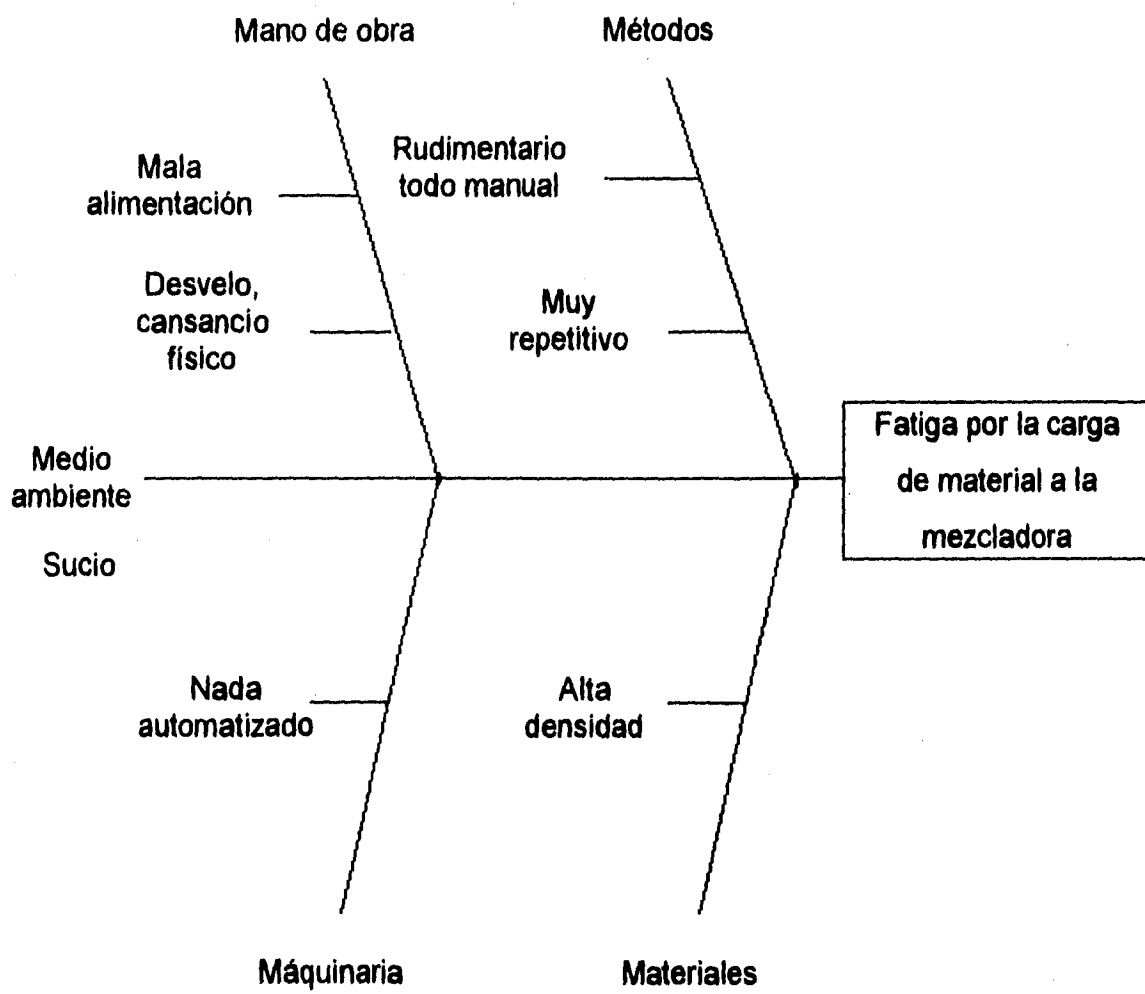 Mano de obra
Métodos
Mala
alimentación
Rudimentario
todo manual
Desvelo,
cansancio
físico
Muy
repetitivo
Medio
ambiente
Sucio
Fatiga por la carga
de material a la
mezcladora
Nada
automatizado
Alta
densidad
Máquinaria
Materiales